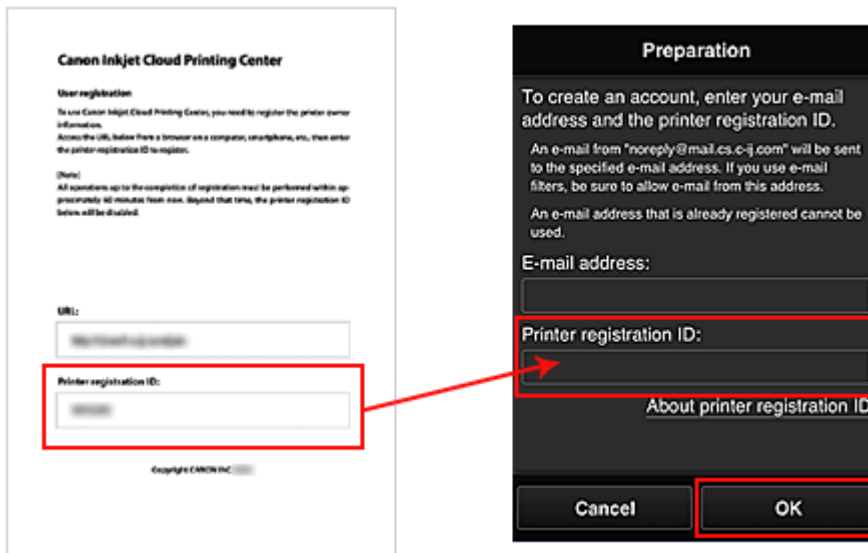 Canon Inkjet Cloud Printing Center
User registration
To use Canon Inkjet Cloud Printing Center, you need to register the printer owner
information.
Access the URL below from a browser on a computer, smartphone, etc., then enter
the printer registration ID to register.
[Note]
All operations up to the completion of registration must be performed within ap-
proximately 60 minutes from now. Beyond that time, the printer registration ID
below will be disabled.
URL:
Printer registration ID:
Copyright CANON INC
Preparation
To create an account, enter your e-mail
address and the printer registration ID.
An e-mail from "noreply@mail.cs.c-ij.com" will be sent
to the specified e-mail address. If you use e-mail
filters, be sure to allow e-mail from this address.
An e-mail address that is already registered cannot be
used.
E-mail address:
Printer registration ID:
About printer registration ID
Cancel
OK